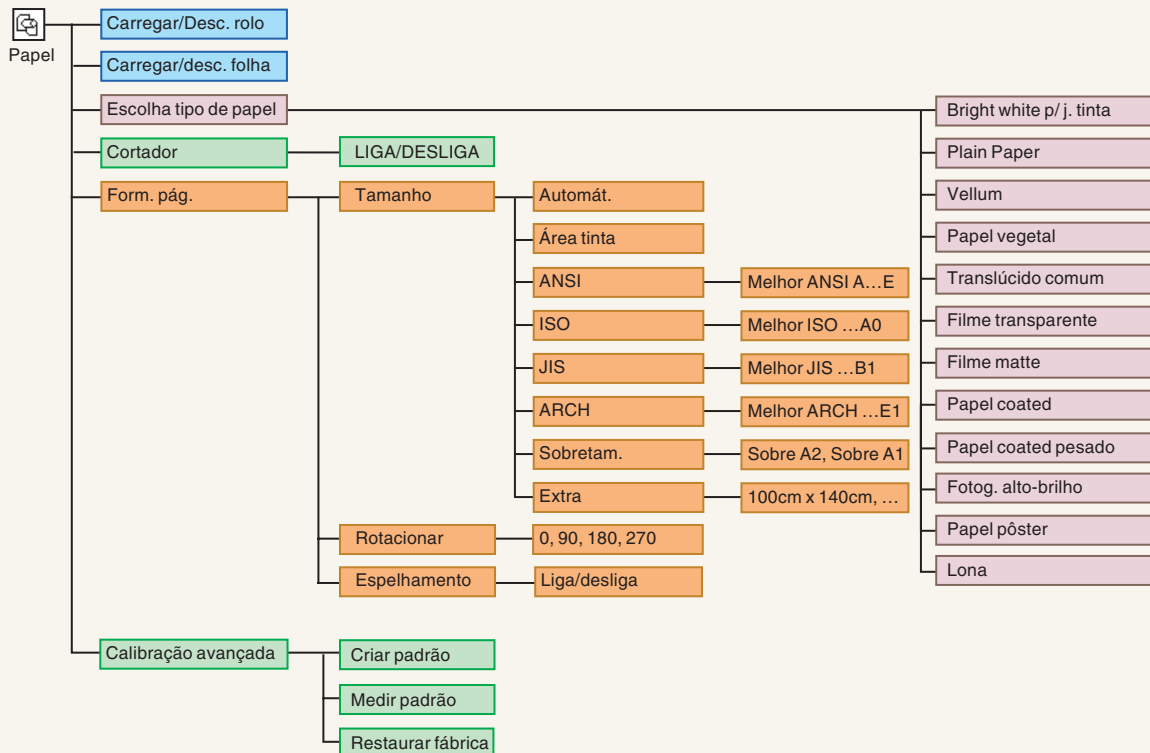 Papel
Carregar/Desc. rolo
Carregar/desc. folha
Escolha tipo de papel
Bright white p/ j. tinta
Plain Paper
Vellum
Papel vegetal
Translúcido comum
Filme transparente
Filme matte
Papel coated
Papel coated pesado
Fotog. alto-brilho
Papel pôster
Lona
Cortador
LIGA/DESLIGA
Form. pág.
Tamanho
Automát.
Área tinta
ANSI
Melhor ANSI A...E
ISO
Melhor ISO ...A0
JIS
Melhor JIS ...B1
ARCH
Melhor ARCH ...E1
Sobretam.
Sobre A2, Sobre A1
Extra
100cm x 140cm, ...
Rotacionar
0, 90, 180, 270
Espelhamento
Liga/desliga
Calibração avançada
Criar padrão
Medir padrão
Restaurar fábrica